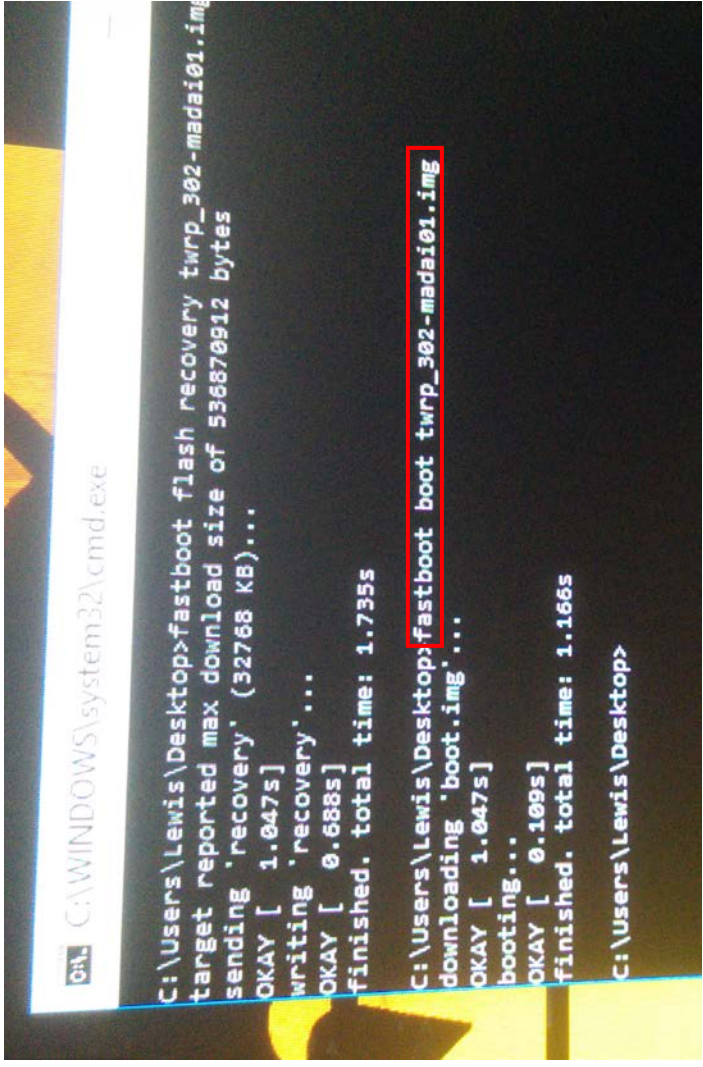 C:\WINDOWS\system32\cmd.exe
C:\Users\Lewis\Desktop>fastboot flash recovery twrp_302-madai01.img
target reported max download size of 536870912 bytes
sending 'recovery' (32768 KB)...
OKAY [  1.047s]
writing 'recovery'...
OKAY [  0.688s]
finished. total time: 1.735s
C:\Users\Lewis\Desktop>fastboot boot twrp_302-madai01.img
downloading 'boot.img'...
OKAY [  1.047s]
booting...
OKAY [  0.109s]
finished. total time: 1.166s
C:\Users\Lewis\Desktop>